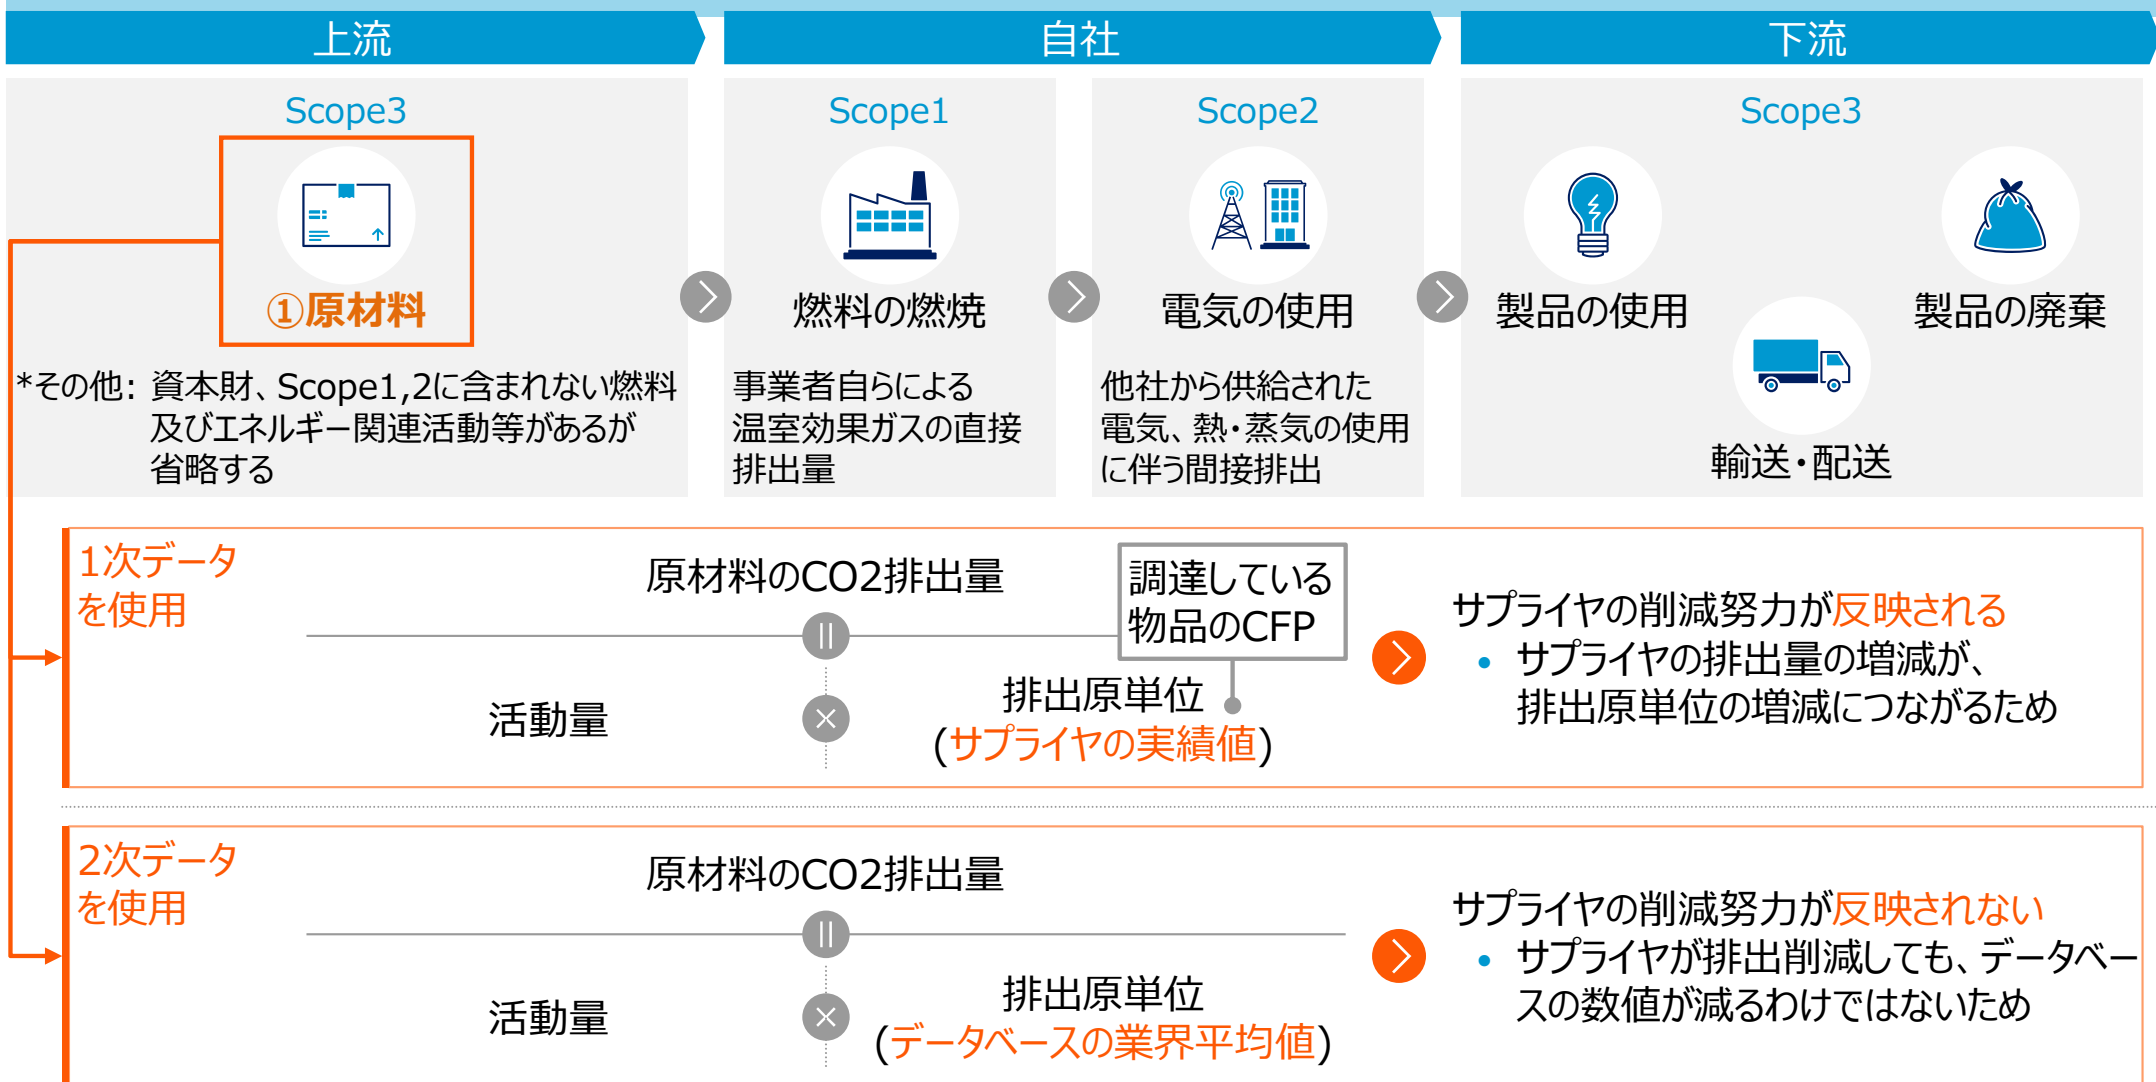 上流
自社
下流
Scope3
Scope1
Scope2
Scope3
①原材料
燃料の燃焼
電気の使用
製品の使用
製品の廃棄
輸送・配送
*その他: 資本財、Scope1,2に含まれない燃料
及びエネルギー関連活動等があるが
省略する
事業者自らによる
温室効果ガスの直接
排出量
他社から供給された
電気、熱・蒸気の使用
に伴う間接排出
1次データ
を使用
原材料のCO2排出量
調達している
物品のCFP
活動量
排出原単位
(サプライヤの実績値)
サプライヤの削減努力が反映される
• サプライヤの排出量の増減が、
排出原単位の増減につながるため
2次データ
を使用
原材料のCO2排出量
活動量
排出原単位
(データベースの業界平均値)
サプライヤの削減努力が反映されない
• サプライヤが排出削減しても、データベー
スの数値が減るわけではないため